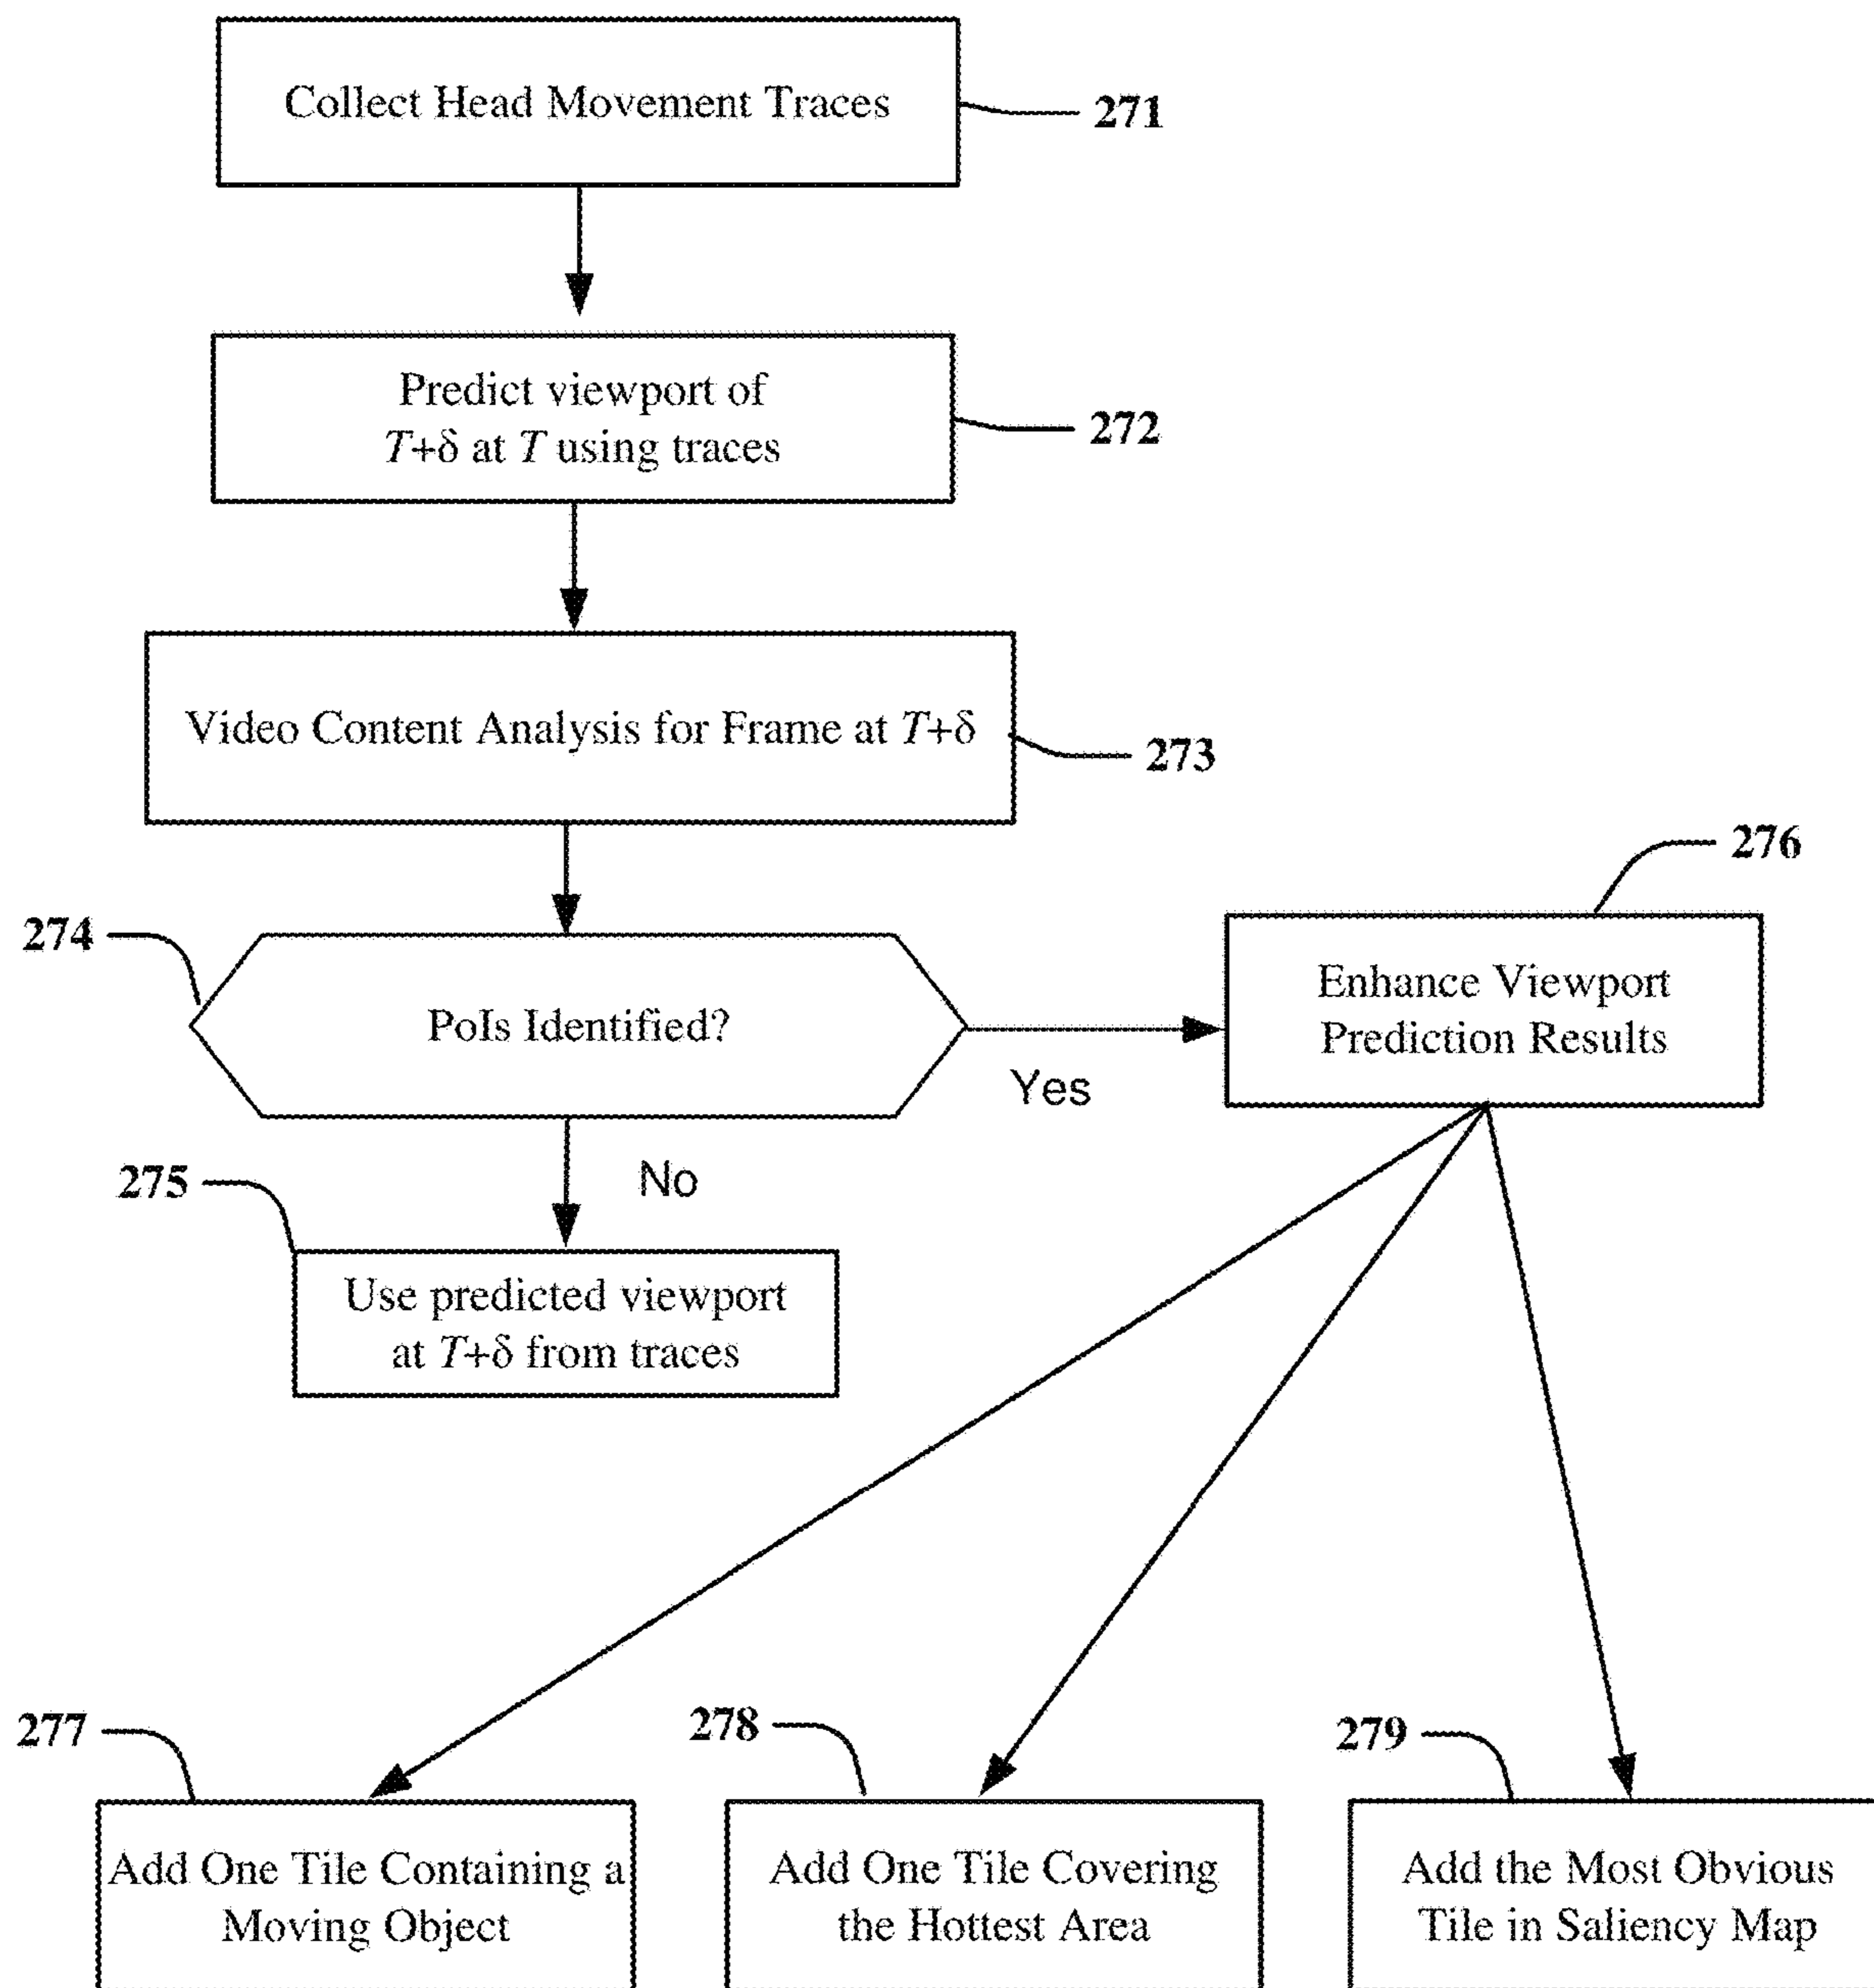 Collect Head Movement Traces
271
Predict viewport of
T+δ at T using traces
272
Video Content Analysis for Frame at T+δ
273
274
PoIs Identified?
Yes
276
Enhance Viewport
Prediction Results
No
275
Use predicted viewport
at T+δ from traces
277
Add One Tile Containing a
Moving Object
278
Add One Tile Covering
the Hottest Area
279
Add the Most Obvious
Tile in Saliency Map